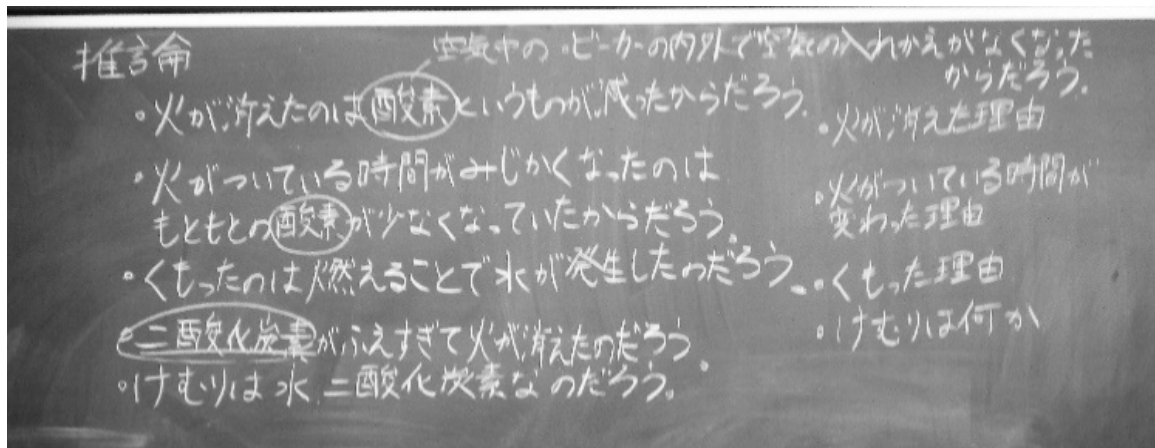 推論
空気中の・ビーカーの内外で空気の入れかえがなくなった
からだろう。
・火が消えたのは酸素というものが減ったからだろう。
・火がついている時間がみじかくなったのは
もともとの酸素が少なくなっていたからだろう。
・くもったのは燃えることで水が発生したのだろう。
・二酸化炭素がふえすぎて火が消えたのだろう。
・けむりは水 二酸化炭素なのだろう。
・火が消えた理由
・火がついている時間が
変わった理由
・くもった理由
・けむりは何か